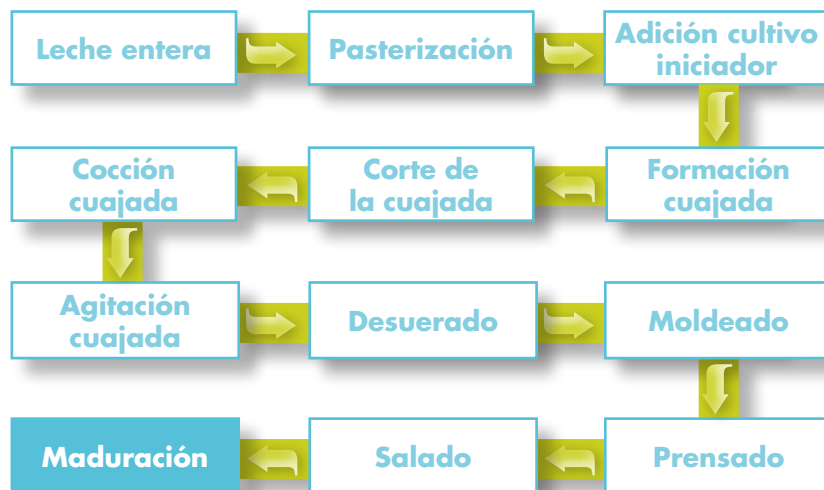 Leche entera
Pasterización
Adición cultivo
iniciador
Formación
cuajada
Corte de
la cuajada
Cocción
cuajada
Agitación
cuajada
Desuerado
Moldeado
Prensado
Salado
Maduración